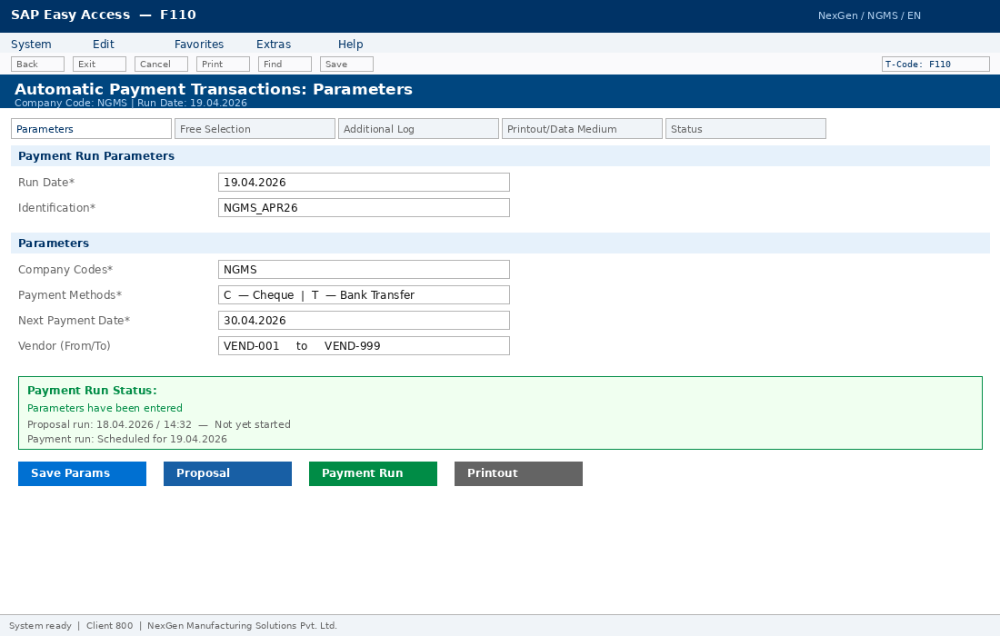 SAP Easy Access — F110
NexGen / NGMS / EN
System Edit Favorites Extras Help
Back Exit Cancel Print Find Save T-Code: F110
Automatic Payment Transactions: Parameters
Company Code: NGMS | Run Date: 19.04.2026
Parameters Free Selection Additional Log Printout/Data Medium Status
Payment Run Parameters
Run Date* 19.04.2026
Identification* NGMS_APR26
Parameters
Company Codes* NGMS
Payment Methods* C — Cheque | T — Bank Transfer
Next Payment Date* 30.04.2026
Vendor (From/To) VEND-001 to VEND-999
Payment Run Status:
Parameters have been entered
Proposal run: 18.04.2026 / 14:32 — Not yet started
Payment run: Scheduled for 19.04.2026
Save Params Proposal Payment Run Printout
System ready | Client 800 | NexGen Manufacturing Solutions Pvt. Ltd.